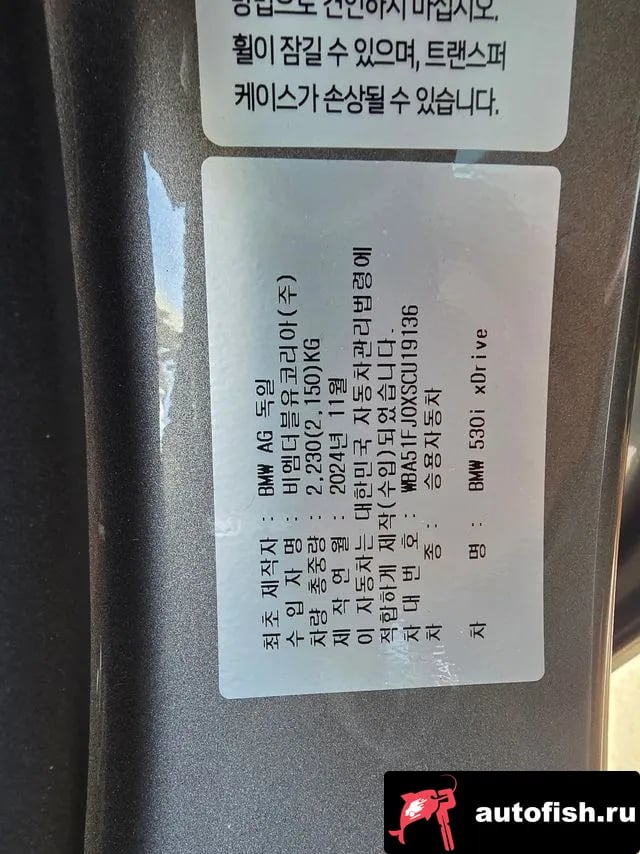 방법으로 견인하지 마십시오.
휠이 잠길 수 있으며, 트랜스퍼
케이스가 손상될 수 있습니다.
최초 제작자 : BMW AG 독일
수 입 자 명 : 비엠더블유코리아(주)
차량 총중량 : 2,230(2,150)KG
제 작 연 월 : 2024년 11월
이 자동차는 대한민국 자동차관리법령에
적합하게 제작(수입)되었습니다.
차 대 번 호 : WBA51FJ0XSCU19136
차 종 : 승용자동차
차 명 : BMW 530i xDrive
autofish.ru